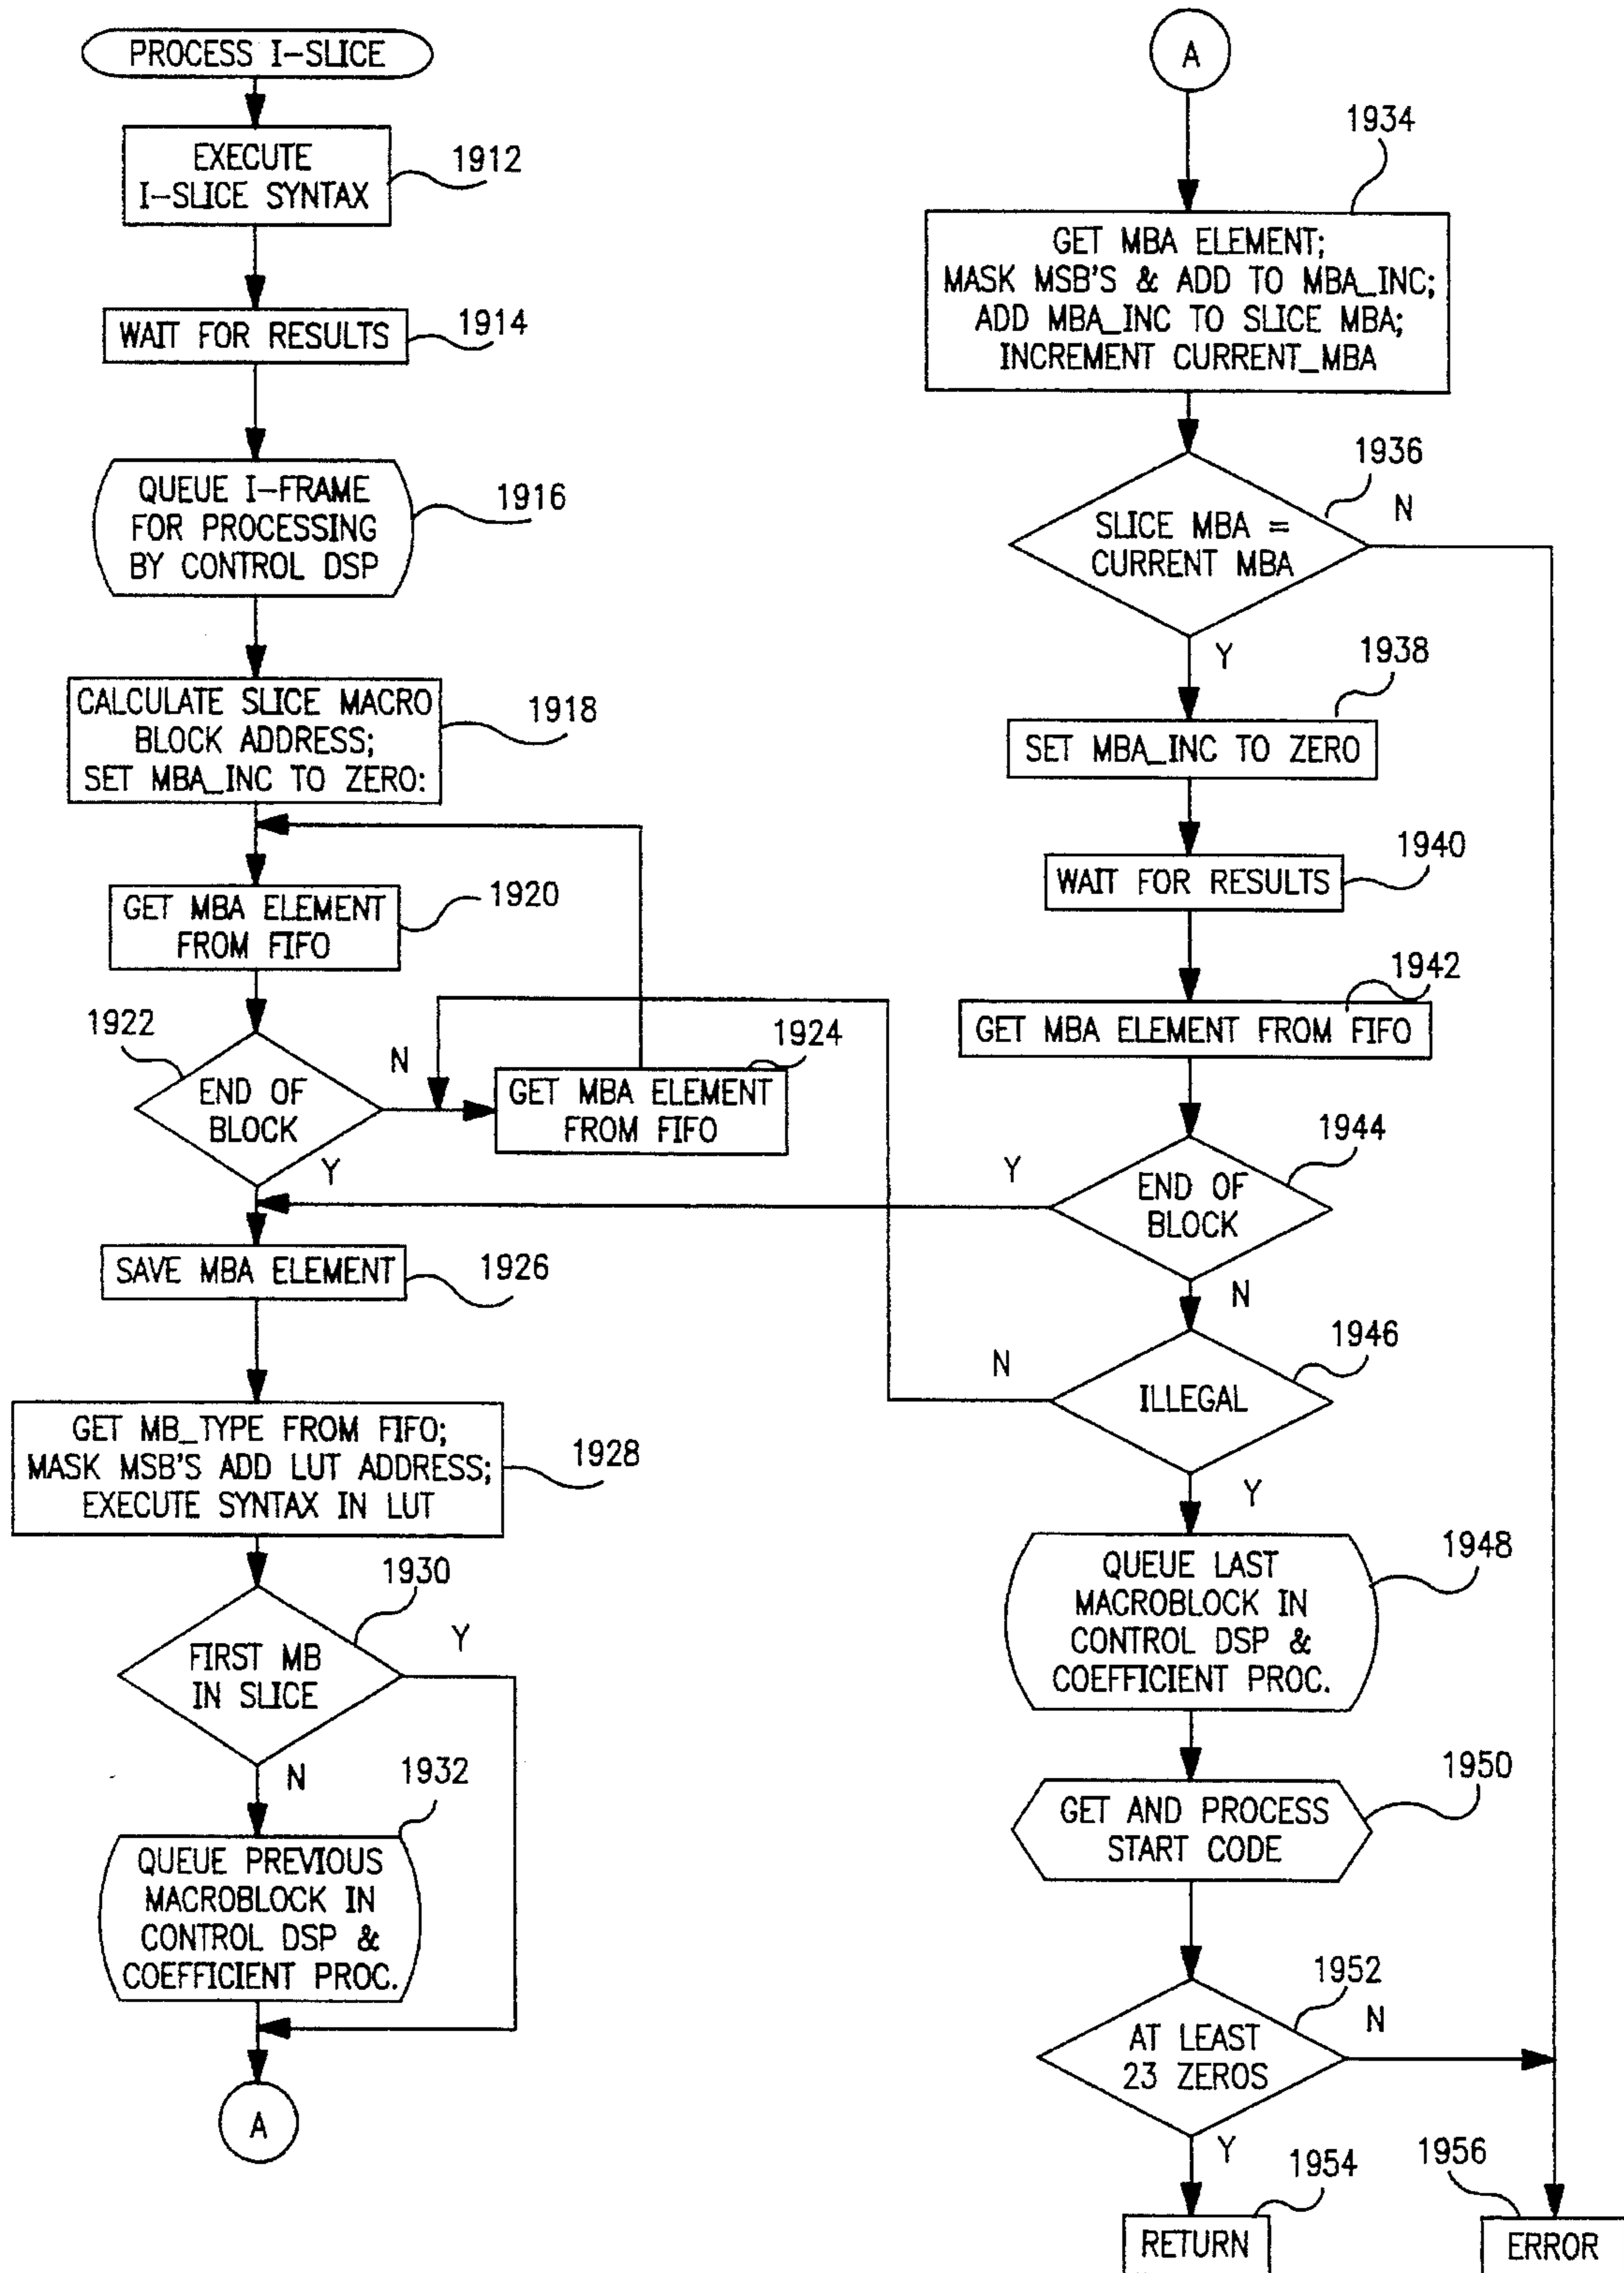 PROCESS I-SLICE
EXECUTE
I-SLICE SYNTAX
1912
WAIT FOR RESULTS
1914
QUEUE I-FRAME
FOR PROCESSING
BY CONTROL DSP
1916
CALCULATE SLICE MACRO
BLOCK ADDRESS;
SET MBA_INC TO ZERO:
1918
GET MBA ELEMENT
FROM FIFO
1920
1922
END OF
BLOCK
N
Y
1924
GET MBA ELEMENT
FROM FIFO
SAVE MBA ELEMENT
1926
GET MB_TYPE FROM FIFO;
MASK MSB'S ADD LUT ADDRESS;
EXECUTE SYNTAX IN LUT
1928
1930
FIRST MB
IN SLICE
Y
N
1932
QUEUE PREVIOUS
MACROBLOCK IN
CONTROL DSP &
COEFFICIENT PROC.
A
A
1934
GET MBA ELEMENT;
MASK MSB'S & ADD TO MBA_INC;
ADD MBA_INC TO SLICE MBA;
INCREMENT CURRENT_MBA
1936
N
SLICE MBA =
CURRENT MBA
Y
1938
SET MBA_INC TO ZERO
1940
WAIT FOR RESULTS
1942
GET MBA ELEMENT FROM FIFO
1944
Y
END OF
BLOCK
N
1946
N
ILLEGAL
Y
1948
QUEUE LAST
MACROBLOCK IN
CONTROL DSP &
COEFFICIENT PROC.
1950
GET AND PROCESS
START CODE
1952
N
AT LEAST
23 ZEROS
Y
1954
RETURN
1956
ERROR